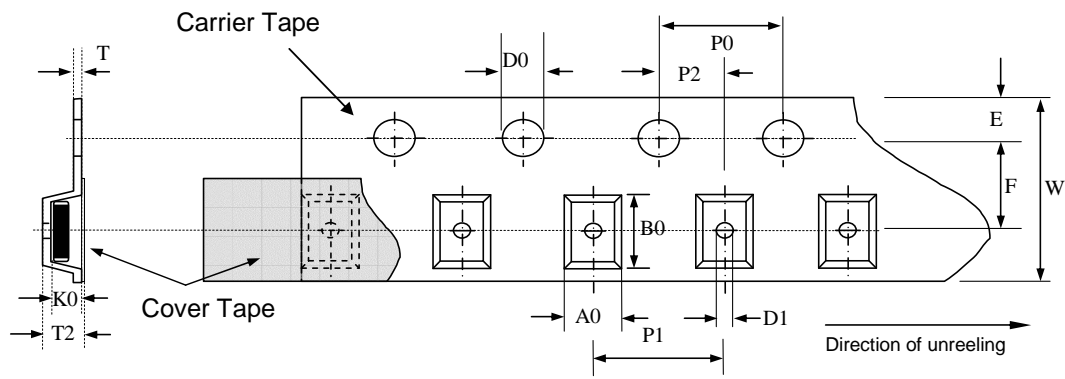 Carrier Tape
T
D0
P0
P2
E
F
W
B0
K0
Cover Tape
T2
A0
P1
D1
Direction of unreeling